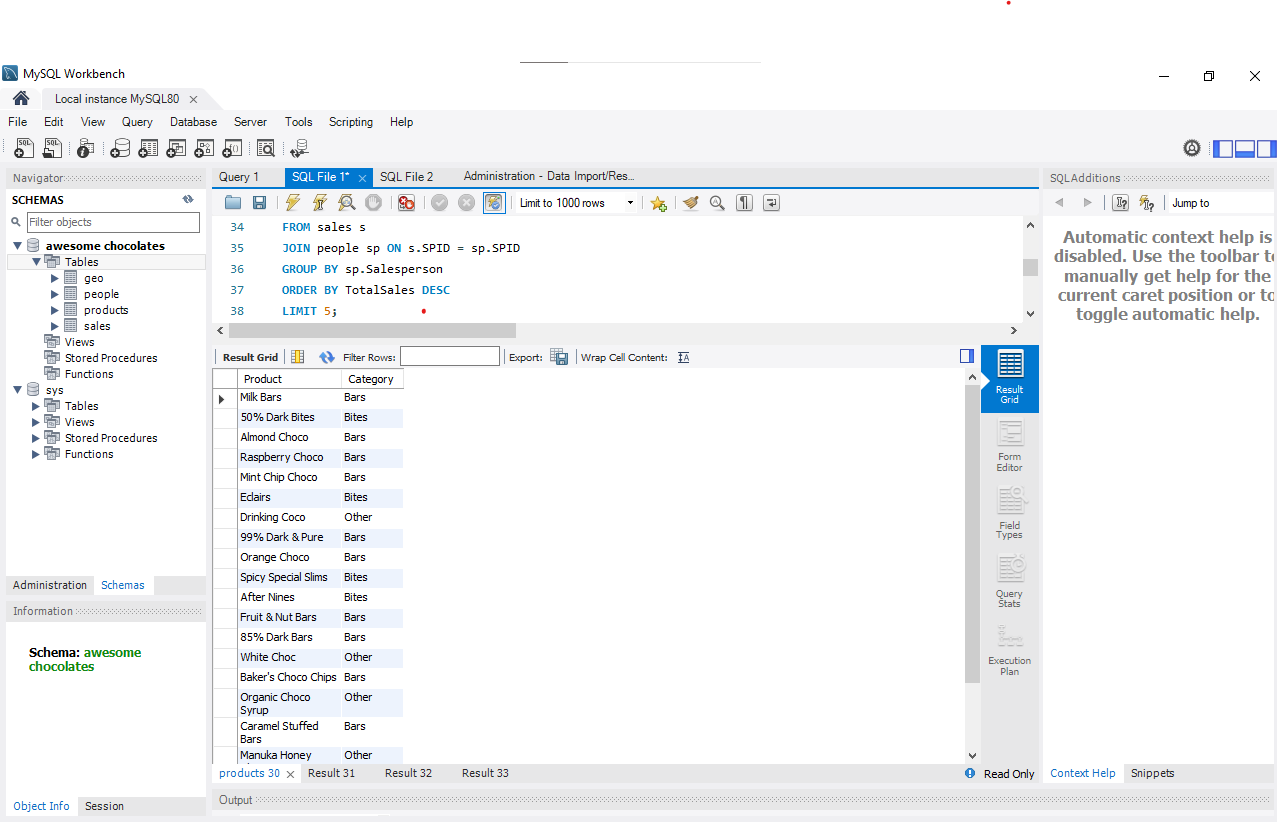 MySQL Workbench
Local instance MySQL80
File Edit View Query Database Server Tools Scripting Help
Navigator
SCHEMAS
Filter objects
awesome chocolates
Tables
geo
people
products
sales
Views
Stored Procedures
Functions
sys
Tables
Views
Stored Procedures
Functions
Administration Schemas
Information
Schema: awesome
chocolates
Object Info Session
Query 1 SQL File 1* SQL File 2 Administration - Data Import/Res...
Limit to 1000 rows
34 FROM sales s
35 JOIN people sp ON s.SPID = sp.SPID
36 GROUP BY sp.Salesperson
37 ORDER BY TotalSales DESC
38 LIMIT 5;
Result Grid Filter Rows: Export: Wrap Cell Content:
Product Category
Milk Bars Bars
50% Dark Bites Bites
Almond Choco Bars
Raspberry Choco Bars
Mint Chip Choco Bars
Eclairs Bites
Drinking Coco Other
99% Dark & Pure Bars
Orange Choco Bars
Spicy Special Slims Bites
After Nines Bites
Fruit & Nut Bars Bars
85% Dark Bars Bars
White Choc Other
Baker's Choco Chips Bars
Organic Choco Other
Syrup
Caramel Stuffed Bars
Bars
Manuka Honey Other
products 30 Result 31 Result 32 Result 33
Read Only
Output
Result
Grid
Form
Editor
Field
Types
Query
Stats
Execution
Plan
SQLAdditions
Jump to
Automatic context help is
disabled. Use the toolbar to
manually get help for the
current caret position or to
toggle automatic help.
Context Help Snippets